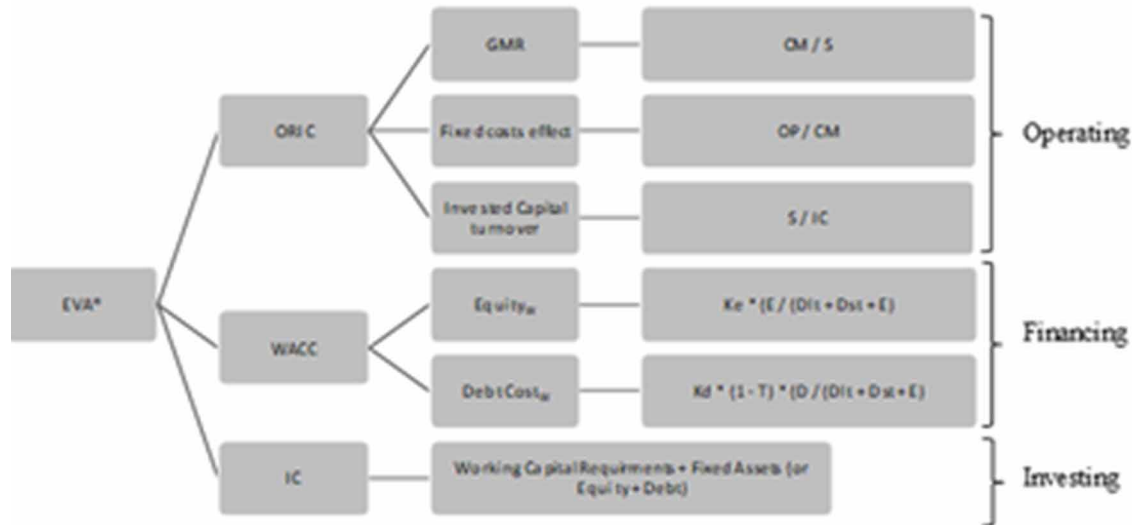 GMR
CM / S
ORIC
Fixed costs effect
OP / CM
Operating
Invested Capital
turnover
S / IC
EVA®
Equity
Ke * (E / (Dlt + Dst + E)
WACC
Financing
Debt Cost
Kd * (1 - T) * (D / (Dlt + Dst + E)
IC
Working Capital Requirments + Fixed Assets (or
Equity + Debt)
Investing